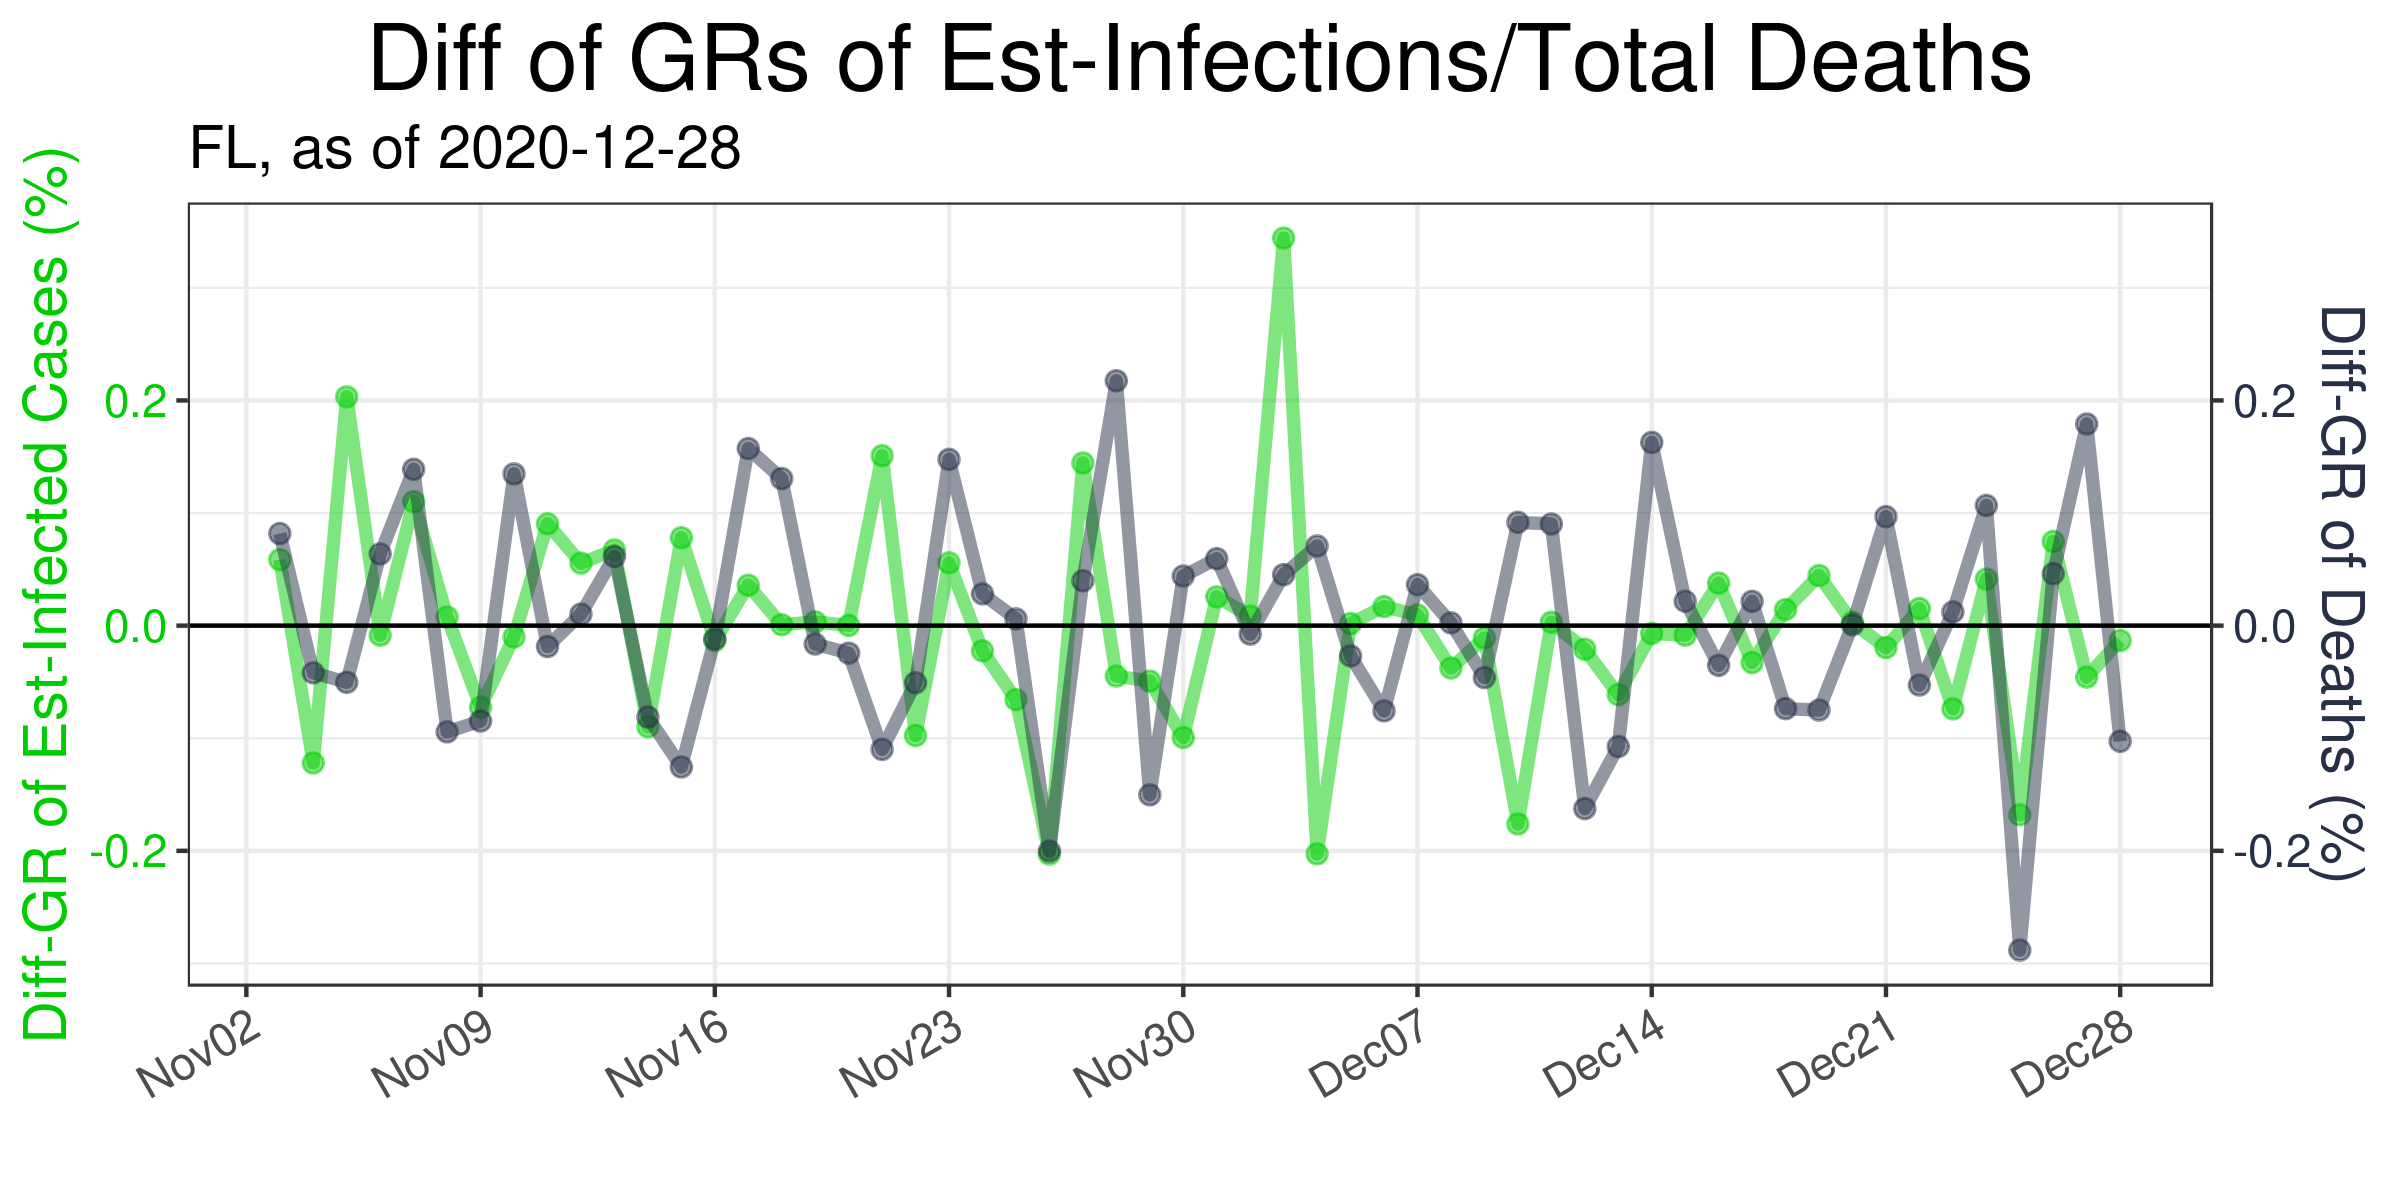 Diff of GRs of Est-Infections/Total Deaths
FL, as of 2020-12-28
Diff-GR of Est-Infected Cases (%)
0.2
0.0
-0.2
0.2
0.0
-0.2
Diff-GR of Deaths (%)
Nov02
Nov09
Nov16
Nov23
Nov30
Dec07
Dec14
Dec21
Dec28